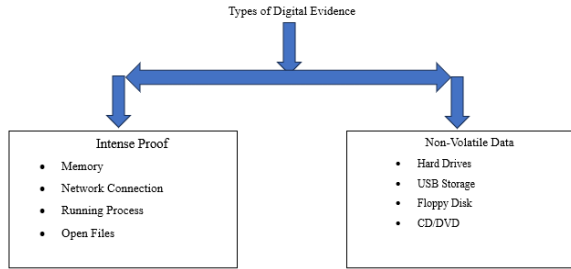 Types of Digital Evidence
Intense Proof
• Memory
• Network Connection
• Running Process
• Open Files
Non-Volatile Data
• Hard Drives
• USB Storage
• Floppy Disk
• CD/DVD